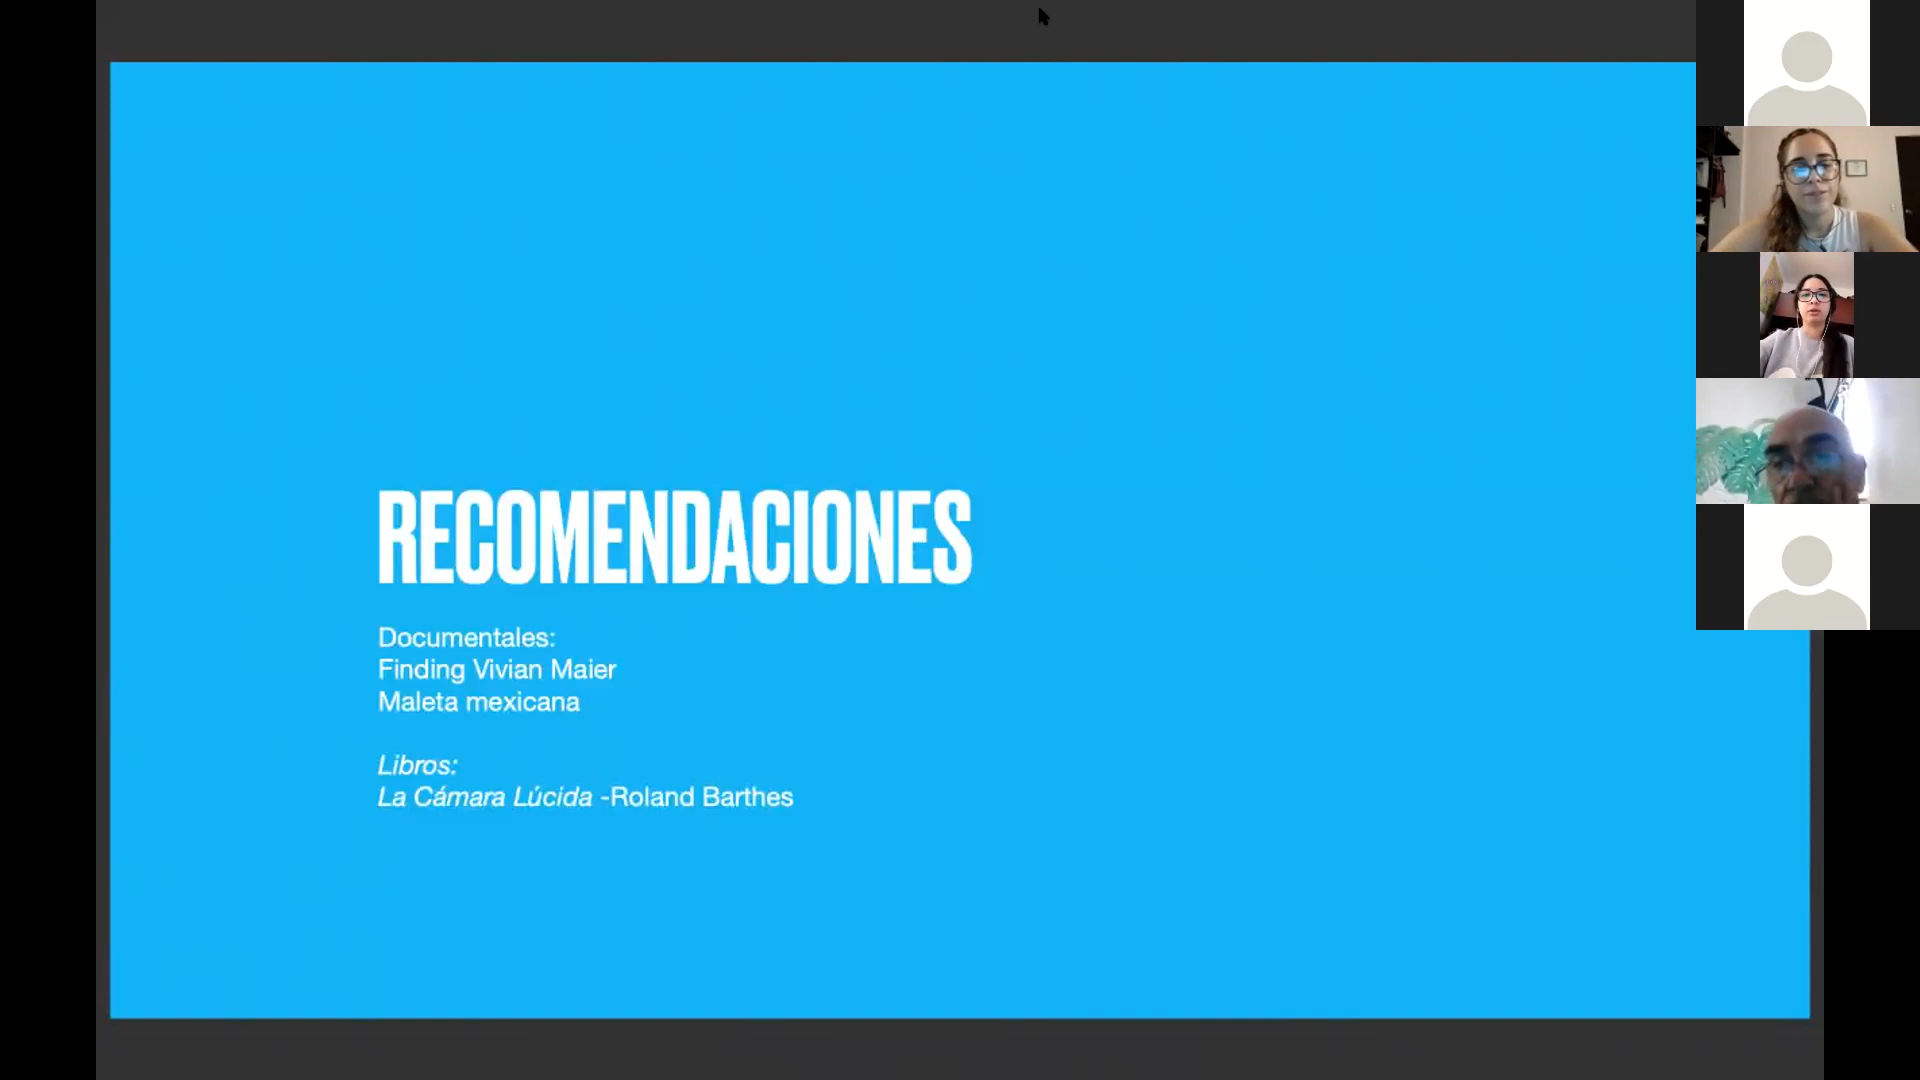 RECOMENDACIONES
Documentales:
Finding Vivian Maier
Maleta mexicana
Libros:
La Cámara Lúcida -Roland Barthes